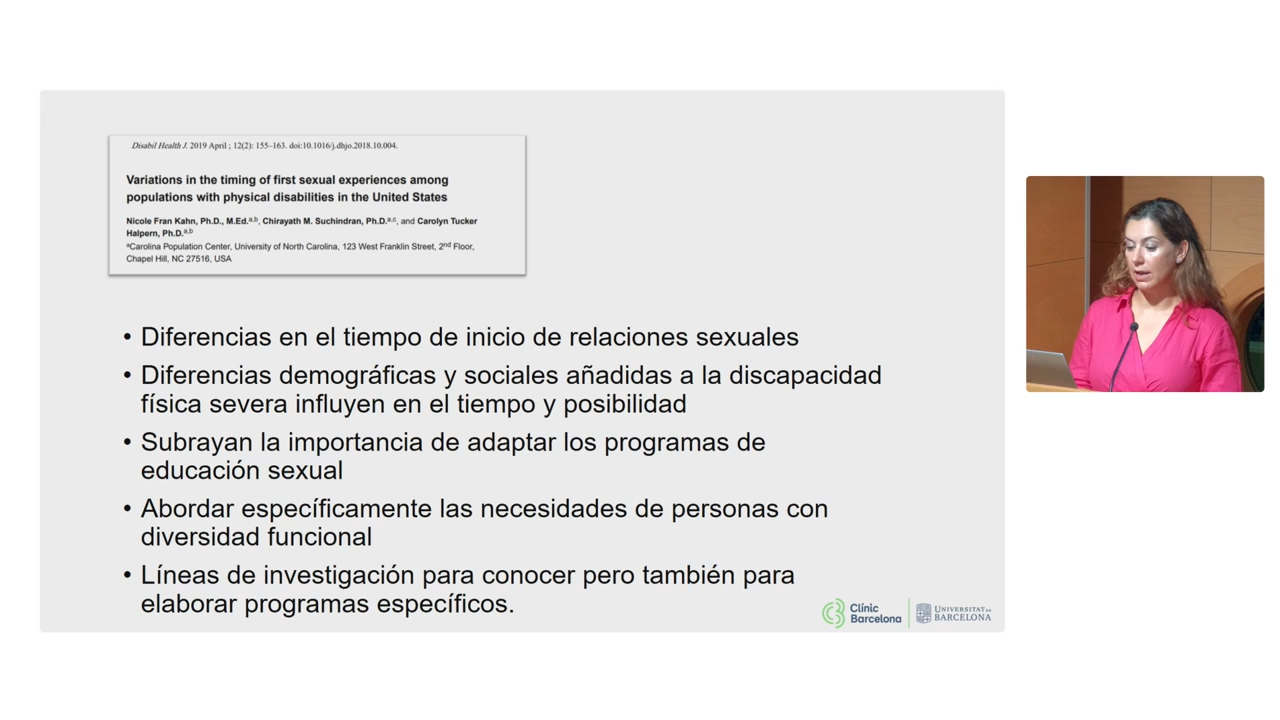 Disabil Health J. 2019 April ; 12(2): 155–163. doi:10.1016/j.dhjo.2018.10.004.
Variations in the timing of first sexual experiences among
populations with physical disabilities in the United States
Nicole Fran Kahn, Ph.D., M.Ed.a,b, Chirayath M. Suchindran, Ph.D.a,c, and Carolyn Tucker
Halpern, Ph.D.a,b
aCarolina Population Center, University of North Carolina, 123 West Franklin Street, 2nd Floor,
Chapel Hill, NC 27516, USA
• Diferencias en el tiempo de inicio de relaciones sexuales
• Diferencias demográficas y sociales añadidas a la discapacidad
física severa influyen en el tiempo y posibilidad
• Subrayan la importancia de adaptar los programas de
educación sexual
• Abordar específicamente las necesidades de personas con
diversidad funcional
• Líneas de investigación para conocer pero también para
elaborar programas específicos.
Clínic
Barcelona
UNIVERSITAT DE
BARCELONA